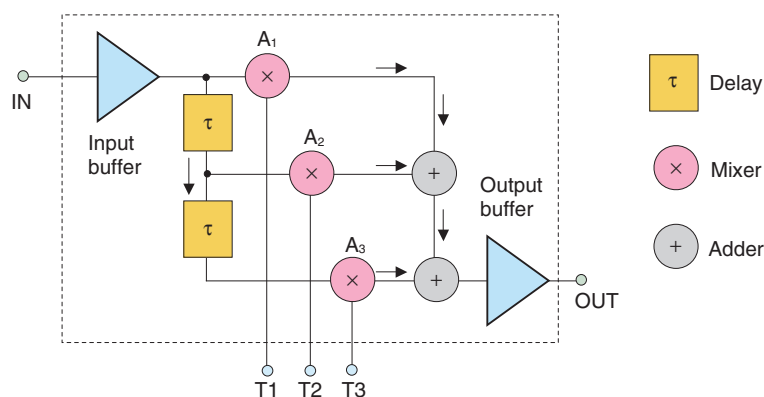 A₁
×
IN
Input
buffer
τ
A₂
×
+
τ
A₃
×
+
Output
buffer
OUT
T1 T2 T3
τ Delay
× Mixer
+ Adder